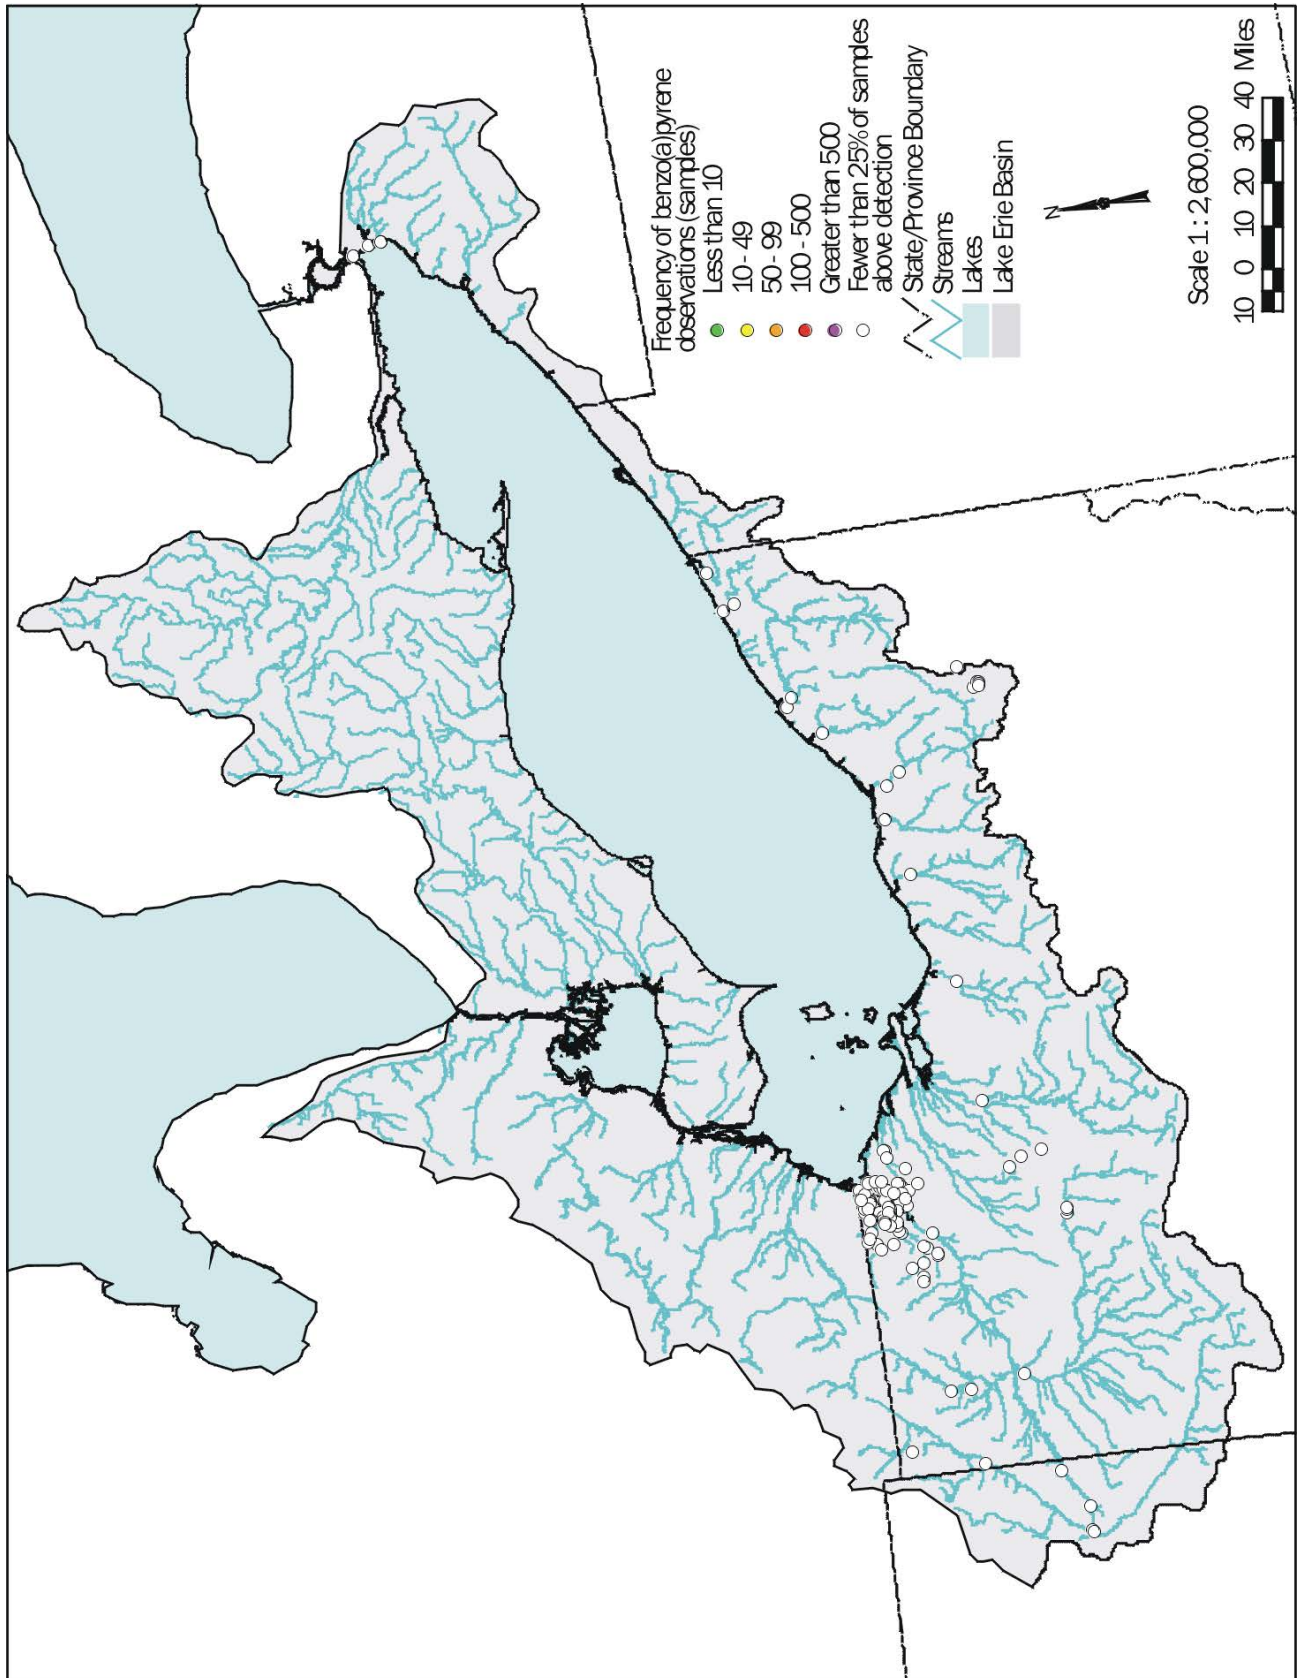 Frequency of benzo(a)pyrene
observations (samples)
Less than 10
10 - 49
50 - 99
100 - 500
Greater than 500
Fewer than 25% of samples
above detection
State/Province Boundary
Streams
Lakes
Lake Erie Basin
N
Scale 1 : 2,600,000
10 0 10 20 30 40 Miles